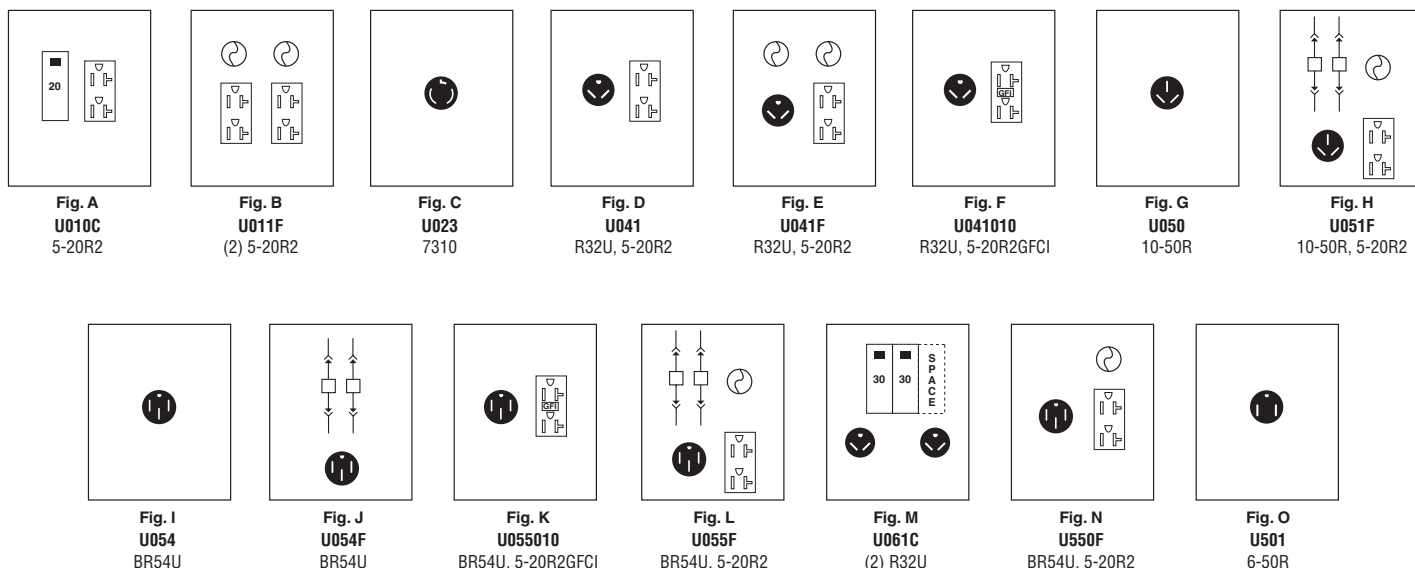 20
Fig. A
U010C
5-20R2
Fig. B
U011F
(2) 5-20R2
Fig. C
U023
7310
Fig. D
U041
R32U, 5-20R2
Fig. E
U041F
R32U, 5-20R2
GFI
Fig. F
U041010
R32U, 5-20R2GFCI
Fig. G
U050
10-50R
Fig. H
U051F
10-50R, 5-20R2
Fig. I
U054
BR54U
Fig. J
U054F
BR54U
GFI
Fig. K
U055010
BR54U, 5-20R2GFCI
Fig. L
U055F
BR54U, 5-20R2
30 30 SPACE
Fig. M
U061C
(2) R32U
Fig. N
U550F
BR54U, 5-20R2
Fig. O
U501
6-50R